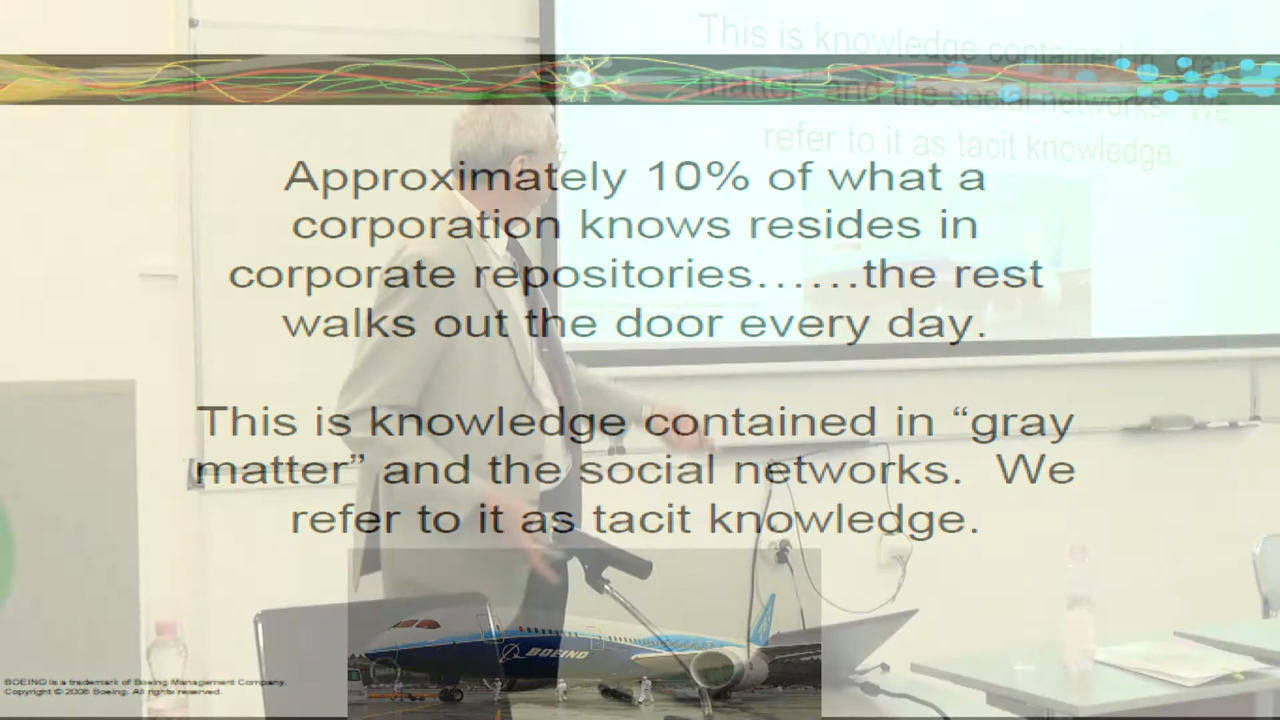 This is knowledge contained in "gray
matter" and the social networks. We
refer to it as tacit knowledge.
Approximately 10% of what a
corporation knows resides in
corporate repositories……the rest
walks out the door every day.
This is knowledge contained in “gray
matter” and the social networks. We
refer to it as tacit knowledge.
BOEING
BOEING is a trademark of Boeing Management Company.
Copyright © 2006 Boeing. All rights reserved.